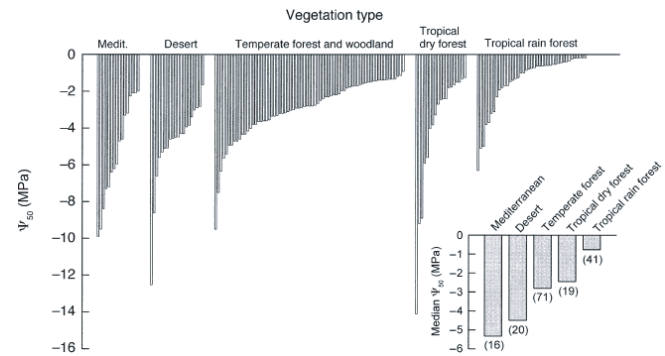 Vegetation type
Medit. Desert Temperate forest and woodland Tropical dry forest Tropical rain forest
0
−2
−4
−6
−8
−10
−12
−14
−16
Ψ50 (MPa)
Mediterranean
Desert
Temperate forest
Tropical dry forest
Tropical rain forest
0
−1
−2
−3
−4
−5
−6
Median Ψ50 (MPa)
(16)
(20)
(71)
(19)
(41)